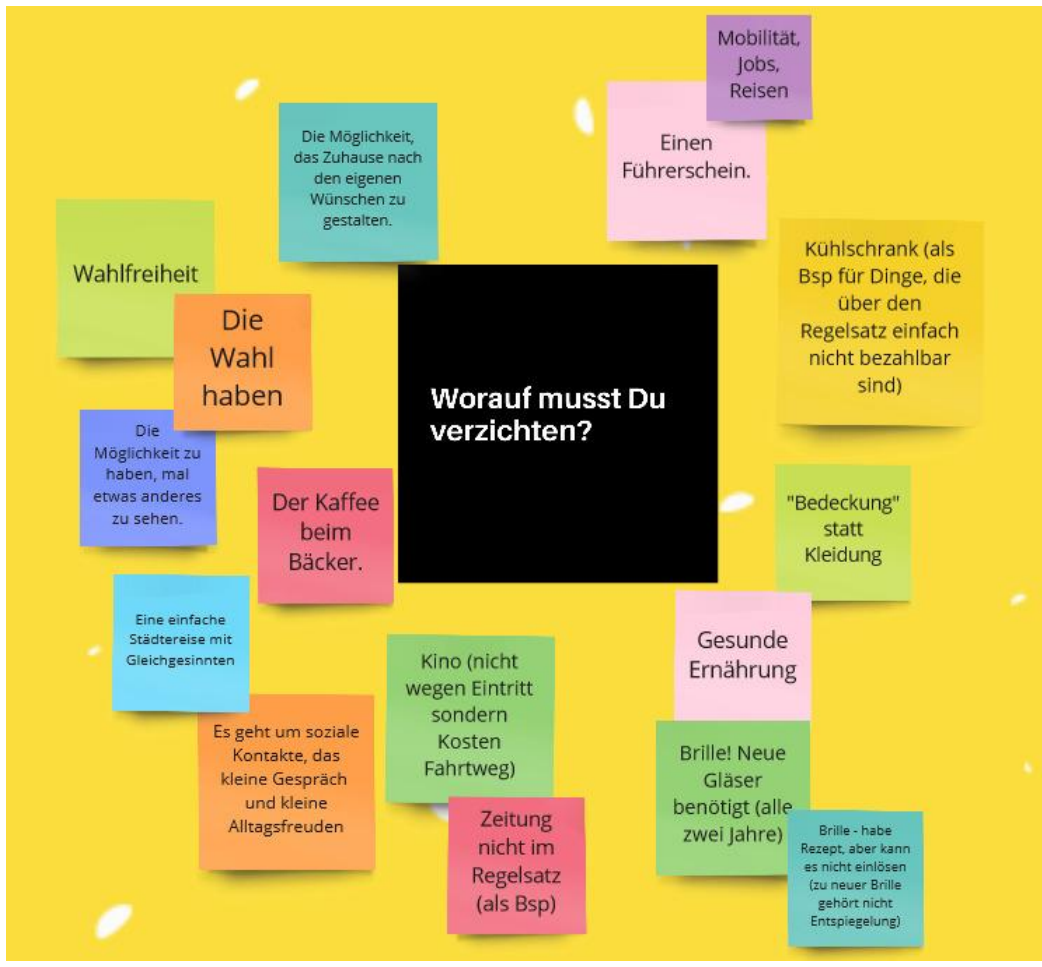 Mobilität,
Jobs,
Reisen
Einen
Führerschein.
Die Möglichkeit,
das Zuhause nach
den eigenen
Wünschen zu
gestalten.
Wahlfreiheit
Die
Wahl
haben
Kühlschrank (als
Bsp für Dinge, die
über den
Regelsatz einfach
nicht bezahlbar
sind)
Worauf musst Du
verzichten?
Die
Möglichkeit zu
haben, mal
etwas anderes
zu sehen.
Der Kaffee
beim
Bäcker.
"Bedeckung"
statt
Kleidung
Eine einfache
Städtereise mit
Gleichgesinnten
Es geht um soziale
Kontakte, das
kleine Gespräch
und kleine
Alltagsfreuden
Kino (nicht
wegen Eintritt
sondern
Kosten
Fahrtweg)
Zeitung
nicht im
Regelsatz
(als Bsp)
Gesunde
Ernährung
Brille! Neue
Gläser
benötigt (alle
zwei Jahre)
Brille - habe
Rezept, aber kann
es nicht einlösen
(zu neuer Brille
gehört nicht
Entspiegelung)